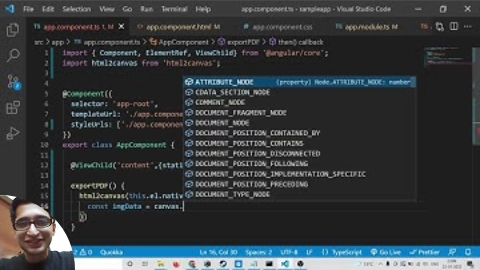 File Edit Selection View Go Run
app.component.ts - sampleapp - Visual Studio Code
app.component.ts 1, M
app.component.html M
app.component.css
app.module.ts M
src > app > app.component.ts > AppComponent > exportPDF > then() callback
1 import { Component, ElementRef, ViewChild} from '@angular/core';
2 import html2canvas from 'html2canvas';
@Component({
selector: 'app-root',
templateUrl: './app.compone
styleUrls: ['./app.compone
})
export class AppComponent {
@ViewChild('content',{stati
exportPDF() {
html2canvas(this.el.nativ
16 const imgData = canvas.
})
}
ATTRIBUTE_NODE (property) Node.ATTRIBUTE_NODE: number
CDATA_SECTION_NODE
COMMENT_NODE
DOCUMENT_FRAGMENT_NODE
DOCUMENT_NODE
DOCUMENT_POSITION_CONTAINED_BY
DOCUMENT_POSITION_CONTAINS
DOCUMENT_POSITION_DISCONNECTED
DOCUMENT_POSITION_FOLLOWING
DOCUMENT_POSITION_IMPLEMENTATION_SPECIFIC
DOCUMENT_POSITION_PRECEDING
DOCUMENT_TYPE_NODE
Quokka
Ln 16, Col 30 Spaces: 2 UTF-8 LF TypeScript Go Live Prettier